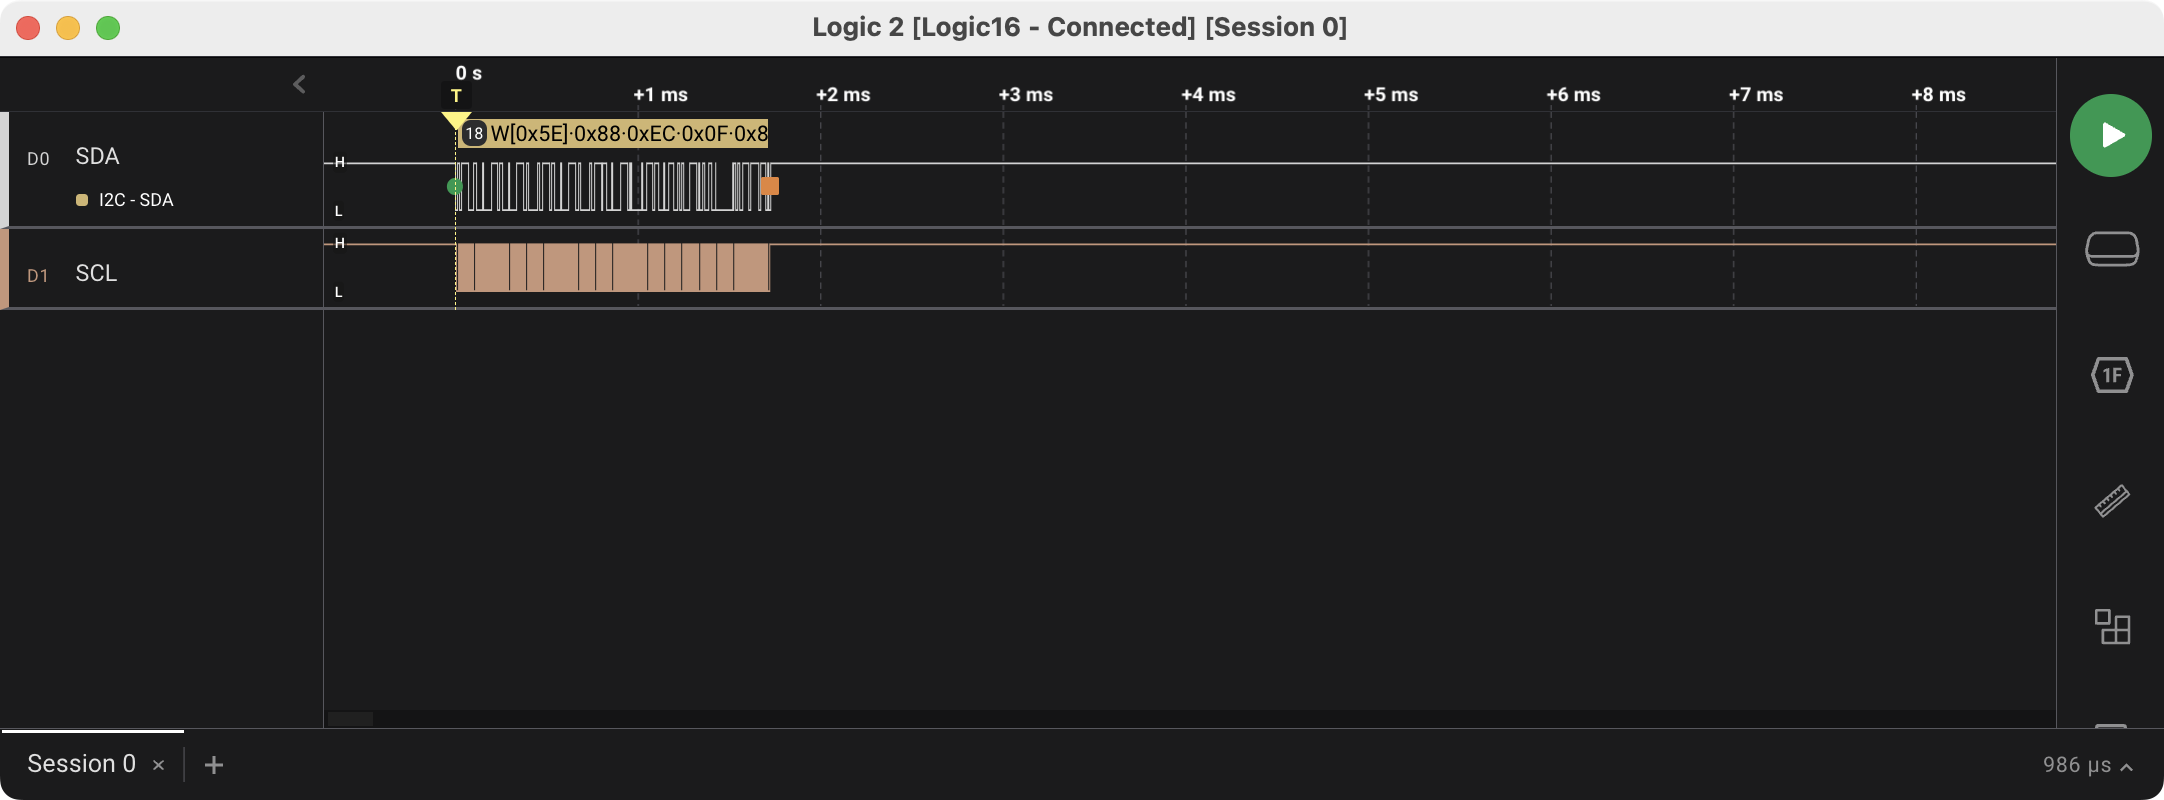 Logic 2 [Logic16 - Connected] [Session 0]
0 s
T
+1 ms +2 ms +3 ms +4 ms +5 ms +6 ms +7 ms +8 ms
18 W[0x5E]·0x88·0xEC·0x0F·0x8
D0 SDA
H
I2C - SDA
L
H
D1 SCL
L
1F
Session 0 × +
986 µs